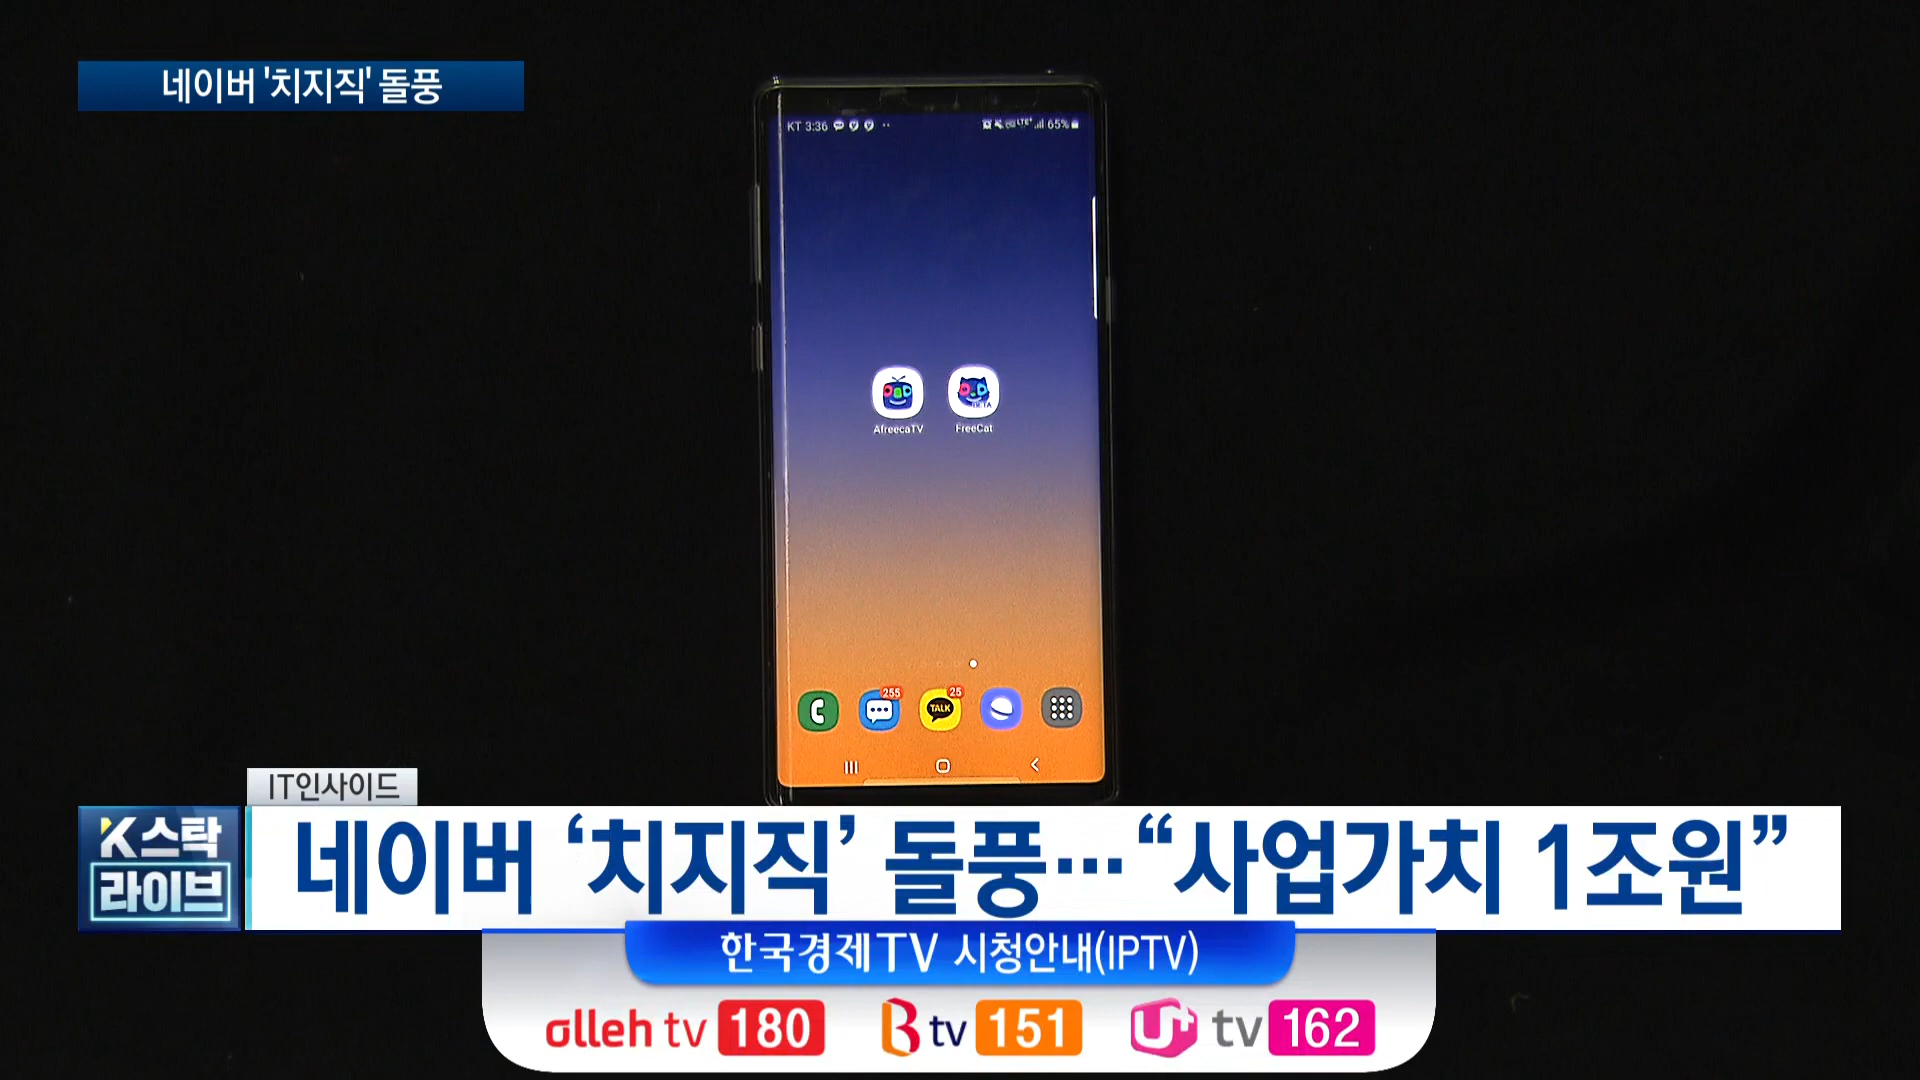 네이버 '치지직' 돌풍
KT 3:36
LTE+
65%
AfreecaTV
BETA
FreeCat
255
25
TALK
IT인사이드
K스탁
라이브
네이버 ‘치지직’ 돌풍…“사업가치 1조원”
한국경제TV 시청안내(IPTV)
olleh tv 180
B tv 151
U+ tv 162